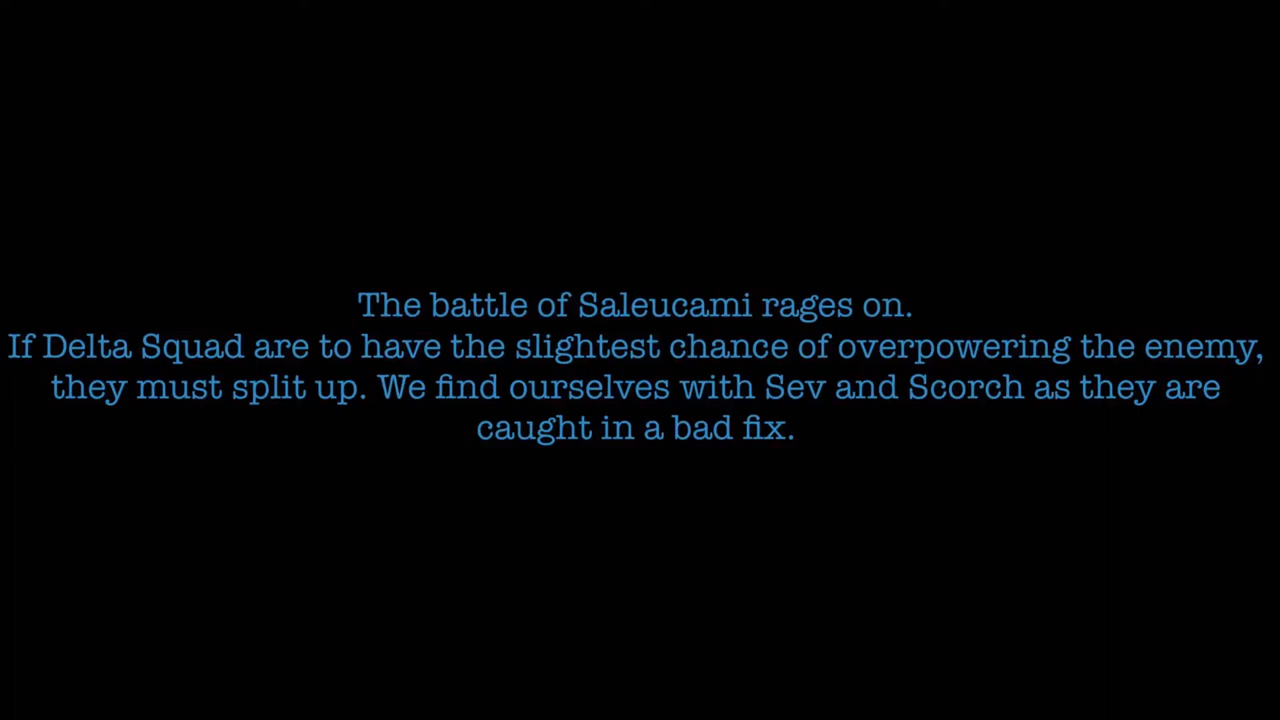 The battle of Saleucami rages on.
If Delta Squad are to have the slightest chance of overpowering the enemy,
they must split up. We find ourselves with Sev and Scorch as they are
caught in a bad fix.